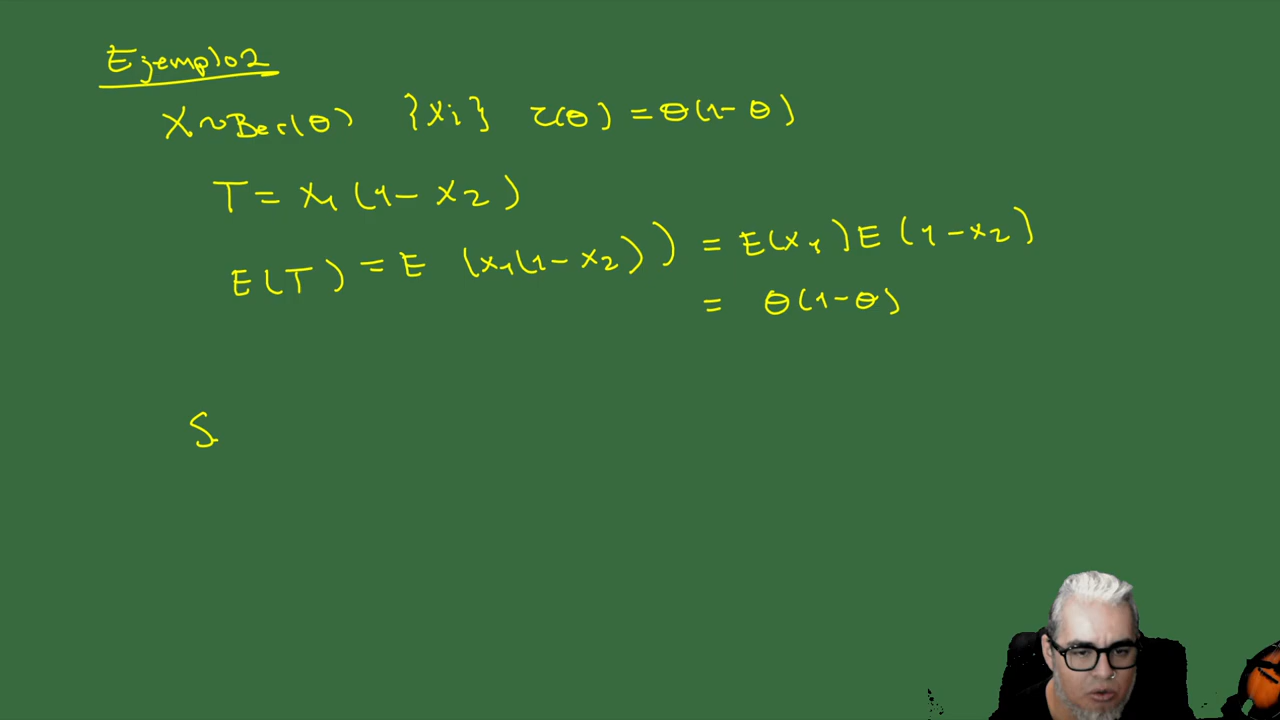 Ejemplo2
X~Ber(θ) {Xi} τ(θ) = θ(1-θ)
T = X1(1-X2)
E(T) = E (X1(1-X2)) = E(X1)E(1-X2)
= θ(1-θ)
S